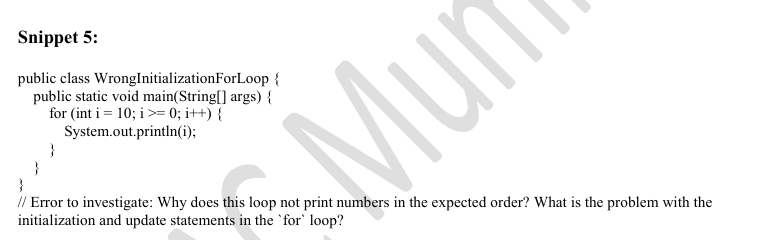 Snippet 5:
public class WrongInitializationForLoop {
public static void main(String[] args) {
for (int i = 10; i >= 0; i++) {
System.out.println(i);
}
}
}
// Error to investigate: Why does this loop not print numbers in the expected order? What is the problem with the
initialization and update statements in the `for` loop?